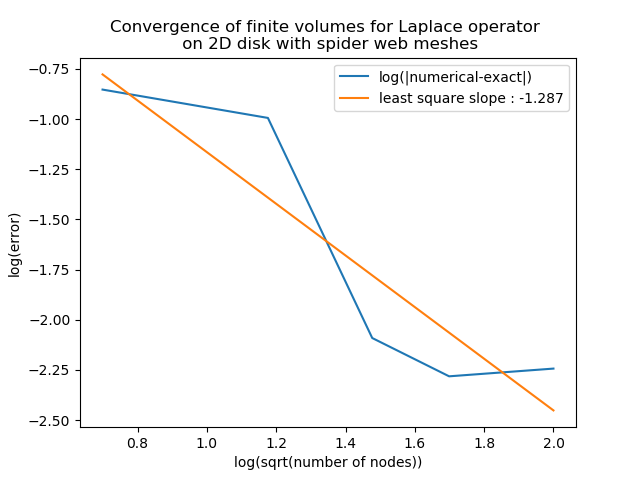 Convergence of finite volumes for Laplace operator
on 2D disk with spider web meshes
log(|numerical-exact|)
least square slope : -1.287
log(error)
−0.75
−1.00
−1.25
−1.50
−1.75
−2.00
−2.25
−2.50
0.8 1.0 1.2 1.4 1.6 1.8 2.0
log(sqrt(number of nodes))